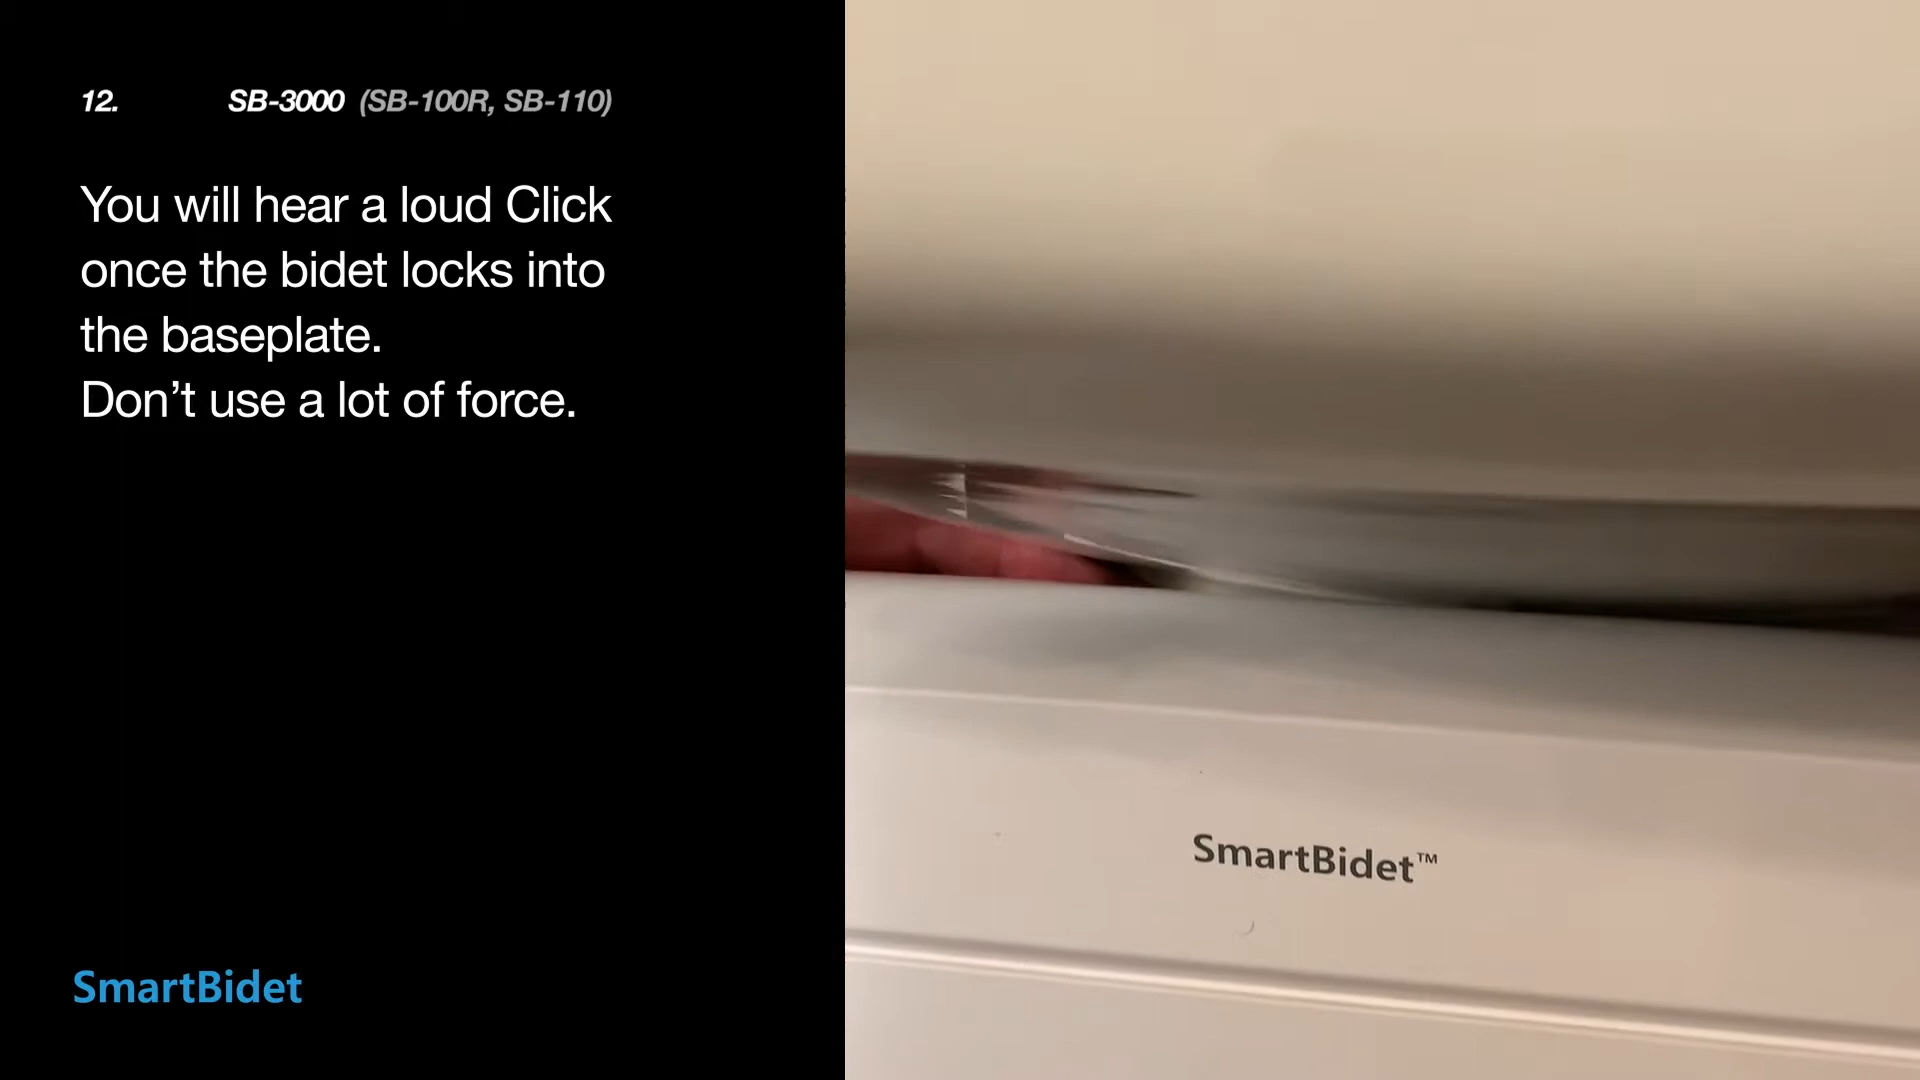 12. SB-3000 (SB-100R, SB-110)
You will hear a loud Click
once the bidet locks into
the baseplate.
Don’t use a lot of force.
SmartBidet
SmartBidet™